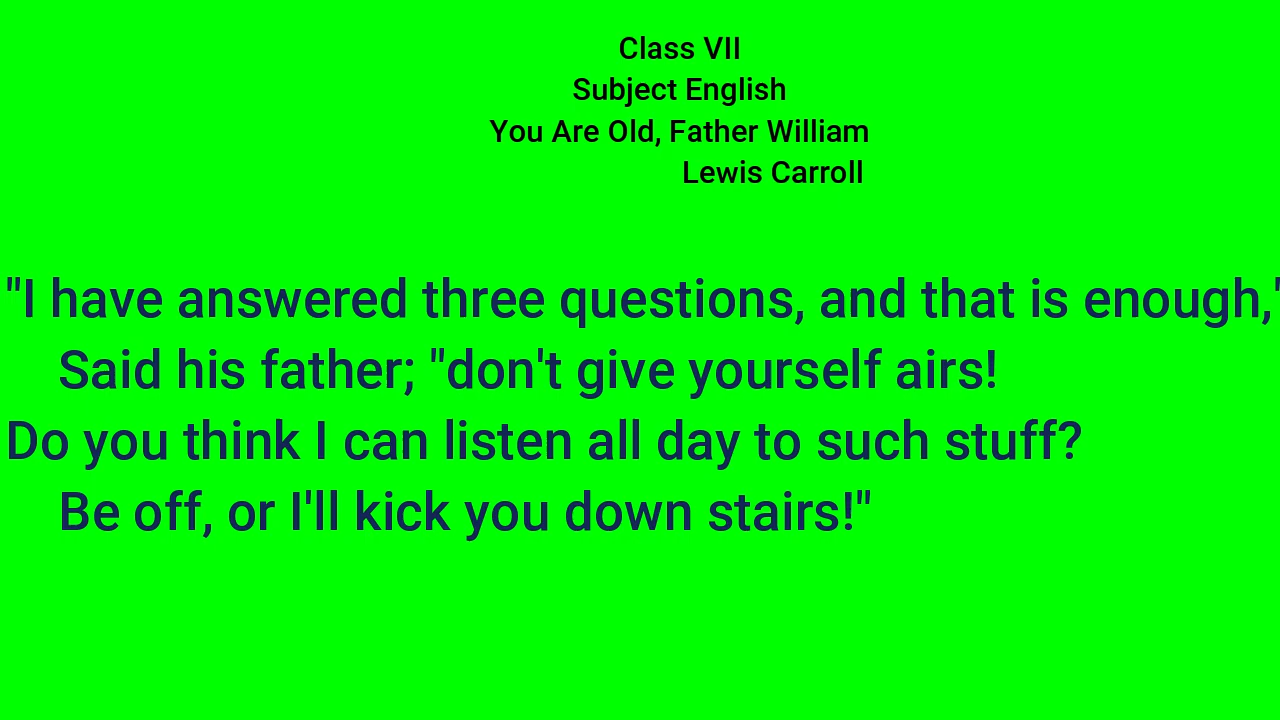 Class VII
Subject English
You Are Old, Father William
Lewis Carroll
"I have answered three questions, and that is enough,"
Said his father; "don't give yourself airs!
Do you think I can listen all day to such stuff?
Be off, or I'll kick you down stairs!"